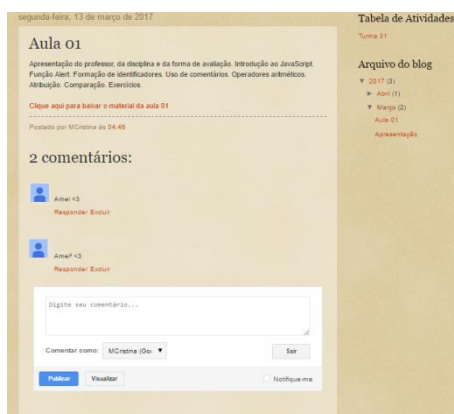 segunda-feira, 13 de março de 2017
Aula 01
Apresentação do professor, da disciplina e da forma de avaliação. Introdução ao JavaScript.
Função Alert. Formação de identificadores. Uso de comentários. Operadores aritméticos.
Atribuição. Comparação. Exercícios.
Clique aqui para baixar o material da aula 01
Postado por MCristina às 04:46
2 comentários:
Amei <3
Responder Excluir
Amei² <3
Responder Excluir
Digite seu comentário...
Comentar como: MCristina (Goo ▼
Sair
Publicar Visualizar
Notifique-me
Tabela de Atividades
Turma 31
Arquivo do blog
▼ 2017 (3)
► Abril (1)
▼ Março (2)
Aula 01
Apresentação